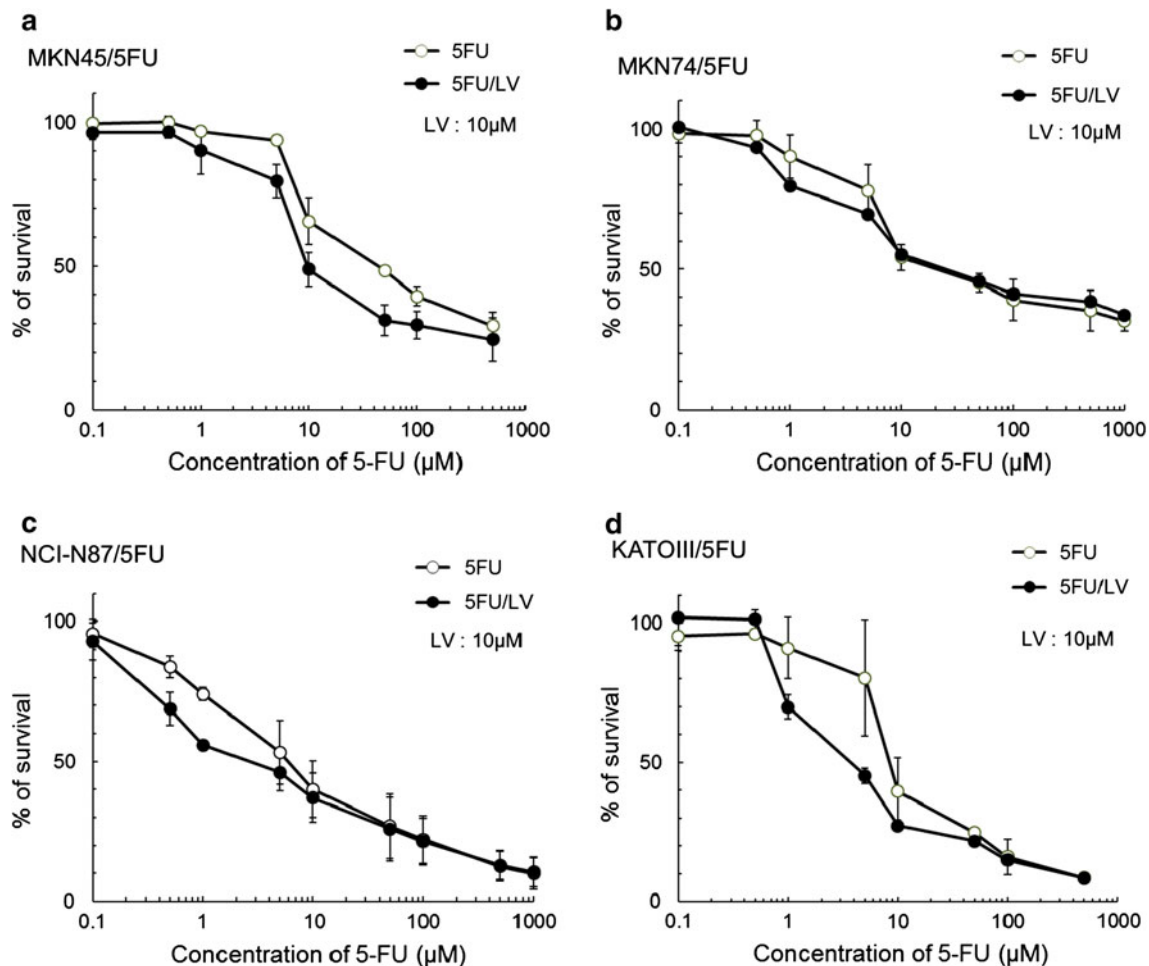 a
MKN45/5FU
5FU
5FU/LV
LV : 10µM
% of survival
100
50
0
0.1 1 10 100 1000
Concentration of 5-FU (µM)
b
MKN74/5FU
5FU
5FU/LV
LV : 10µM
% of survival
100
50
0
0.1 1 10 100 1000
Concentration of 5-FU (µM)
c
NCI-N87/5FU
5FU
5FU/LV
LV : 10µM
% of survival
100
50
0
0.1 1 10 100 1000
Concentration of 5-FU (µM)
d
KATOIII/5FU
5FU
5FU/LV
LV : 10µM
% of survival
100
50
0
0.1 1 10 100 1000
Concentration of 5-FU (µM)